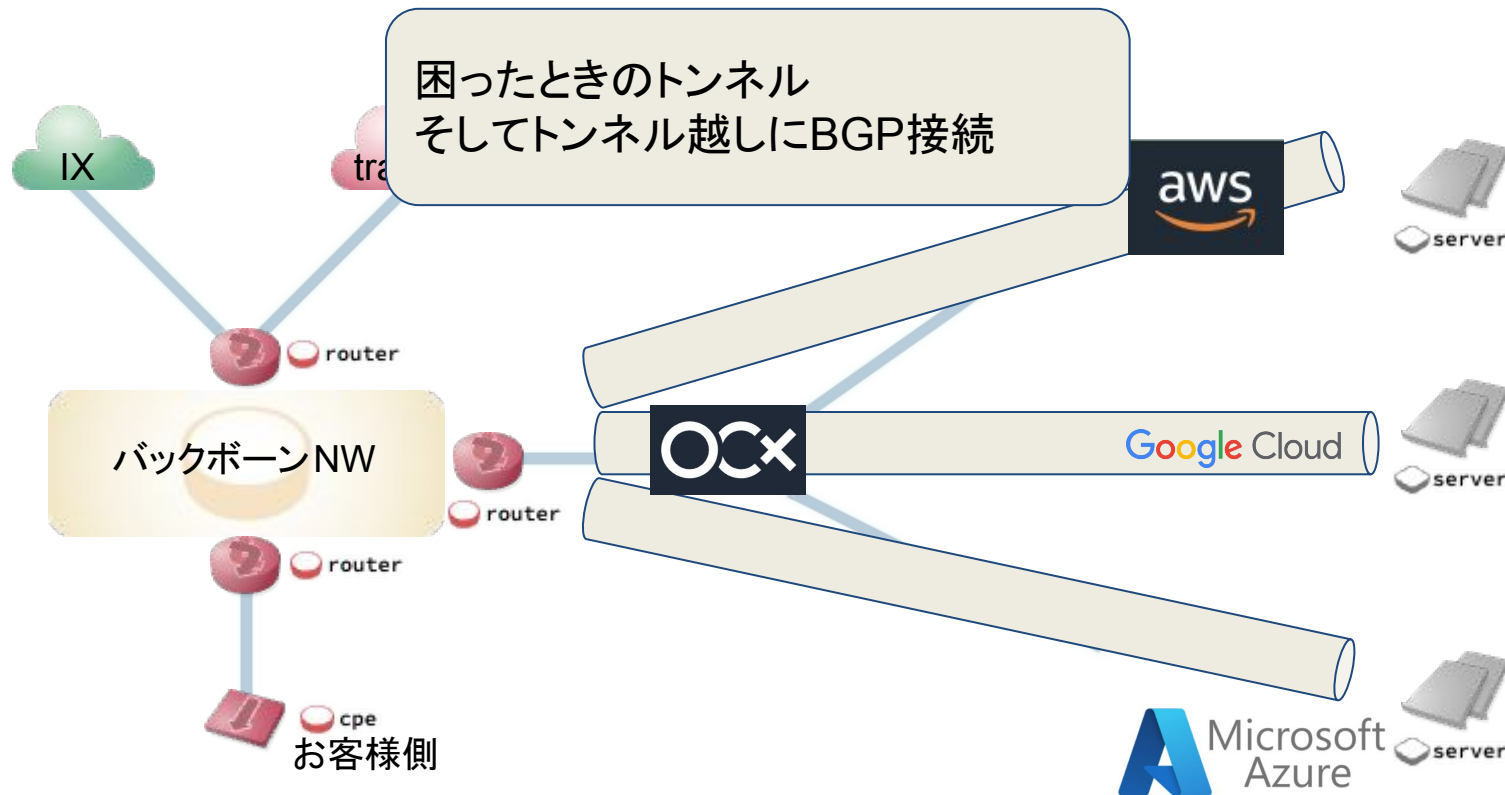 困ったときのトンネル
そしてトンネル越しにBGP接続
IX
tra
aws
server
router
バックボーンNW
OCX
Google Cloud
server
router
router
cpe
お客様側
Microsoft
Azure
server